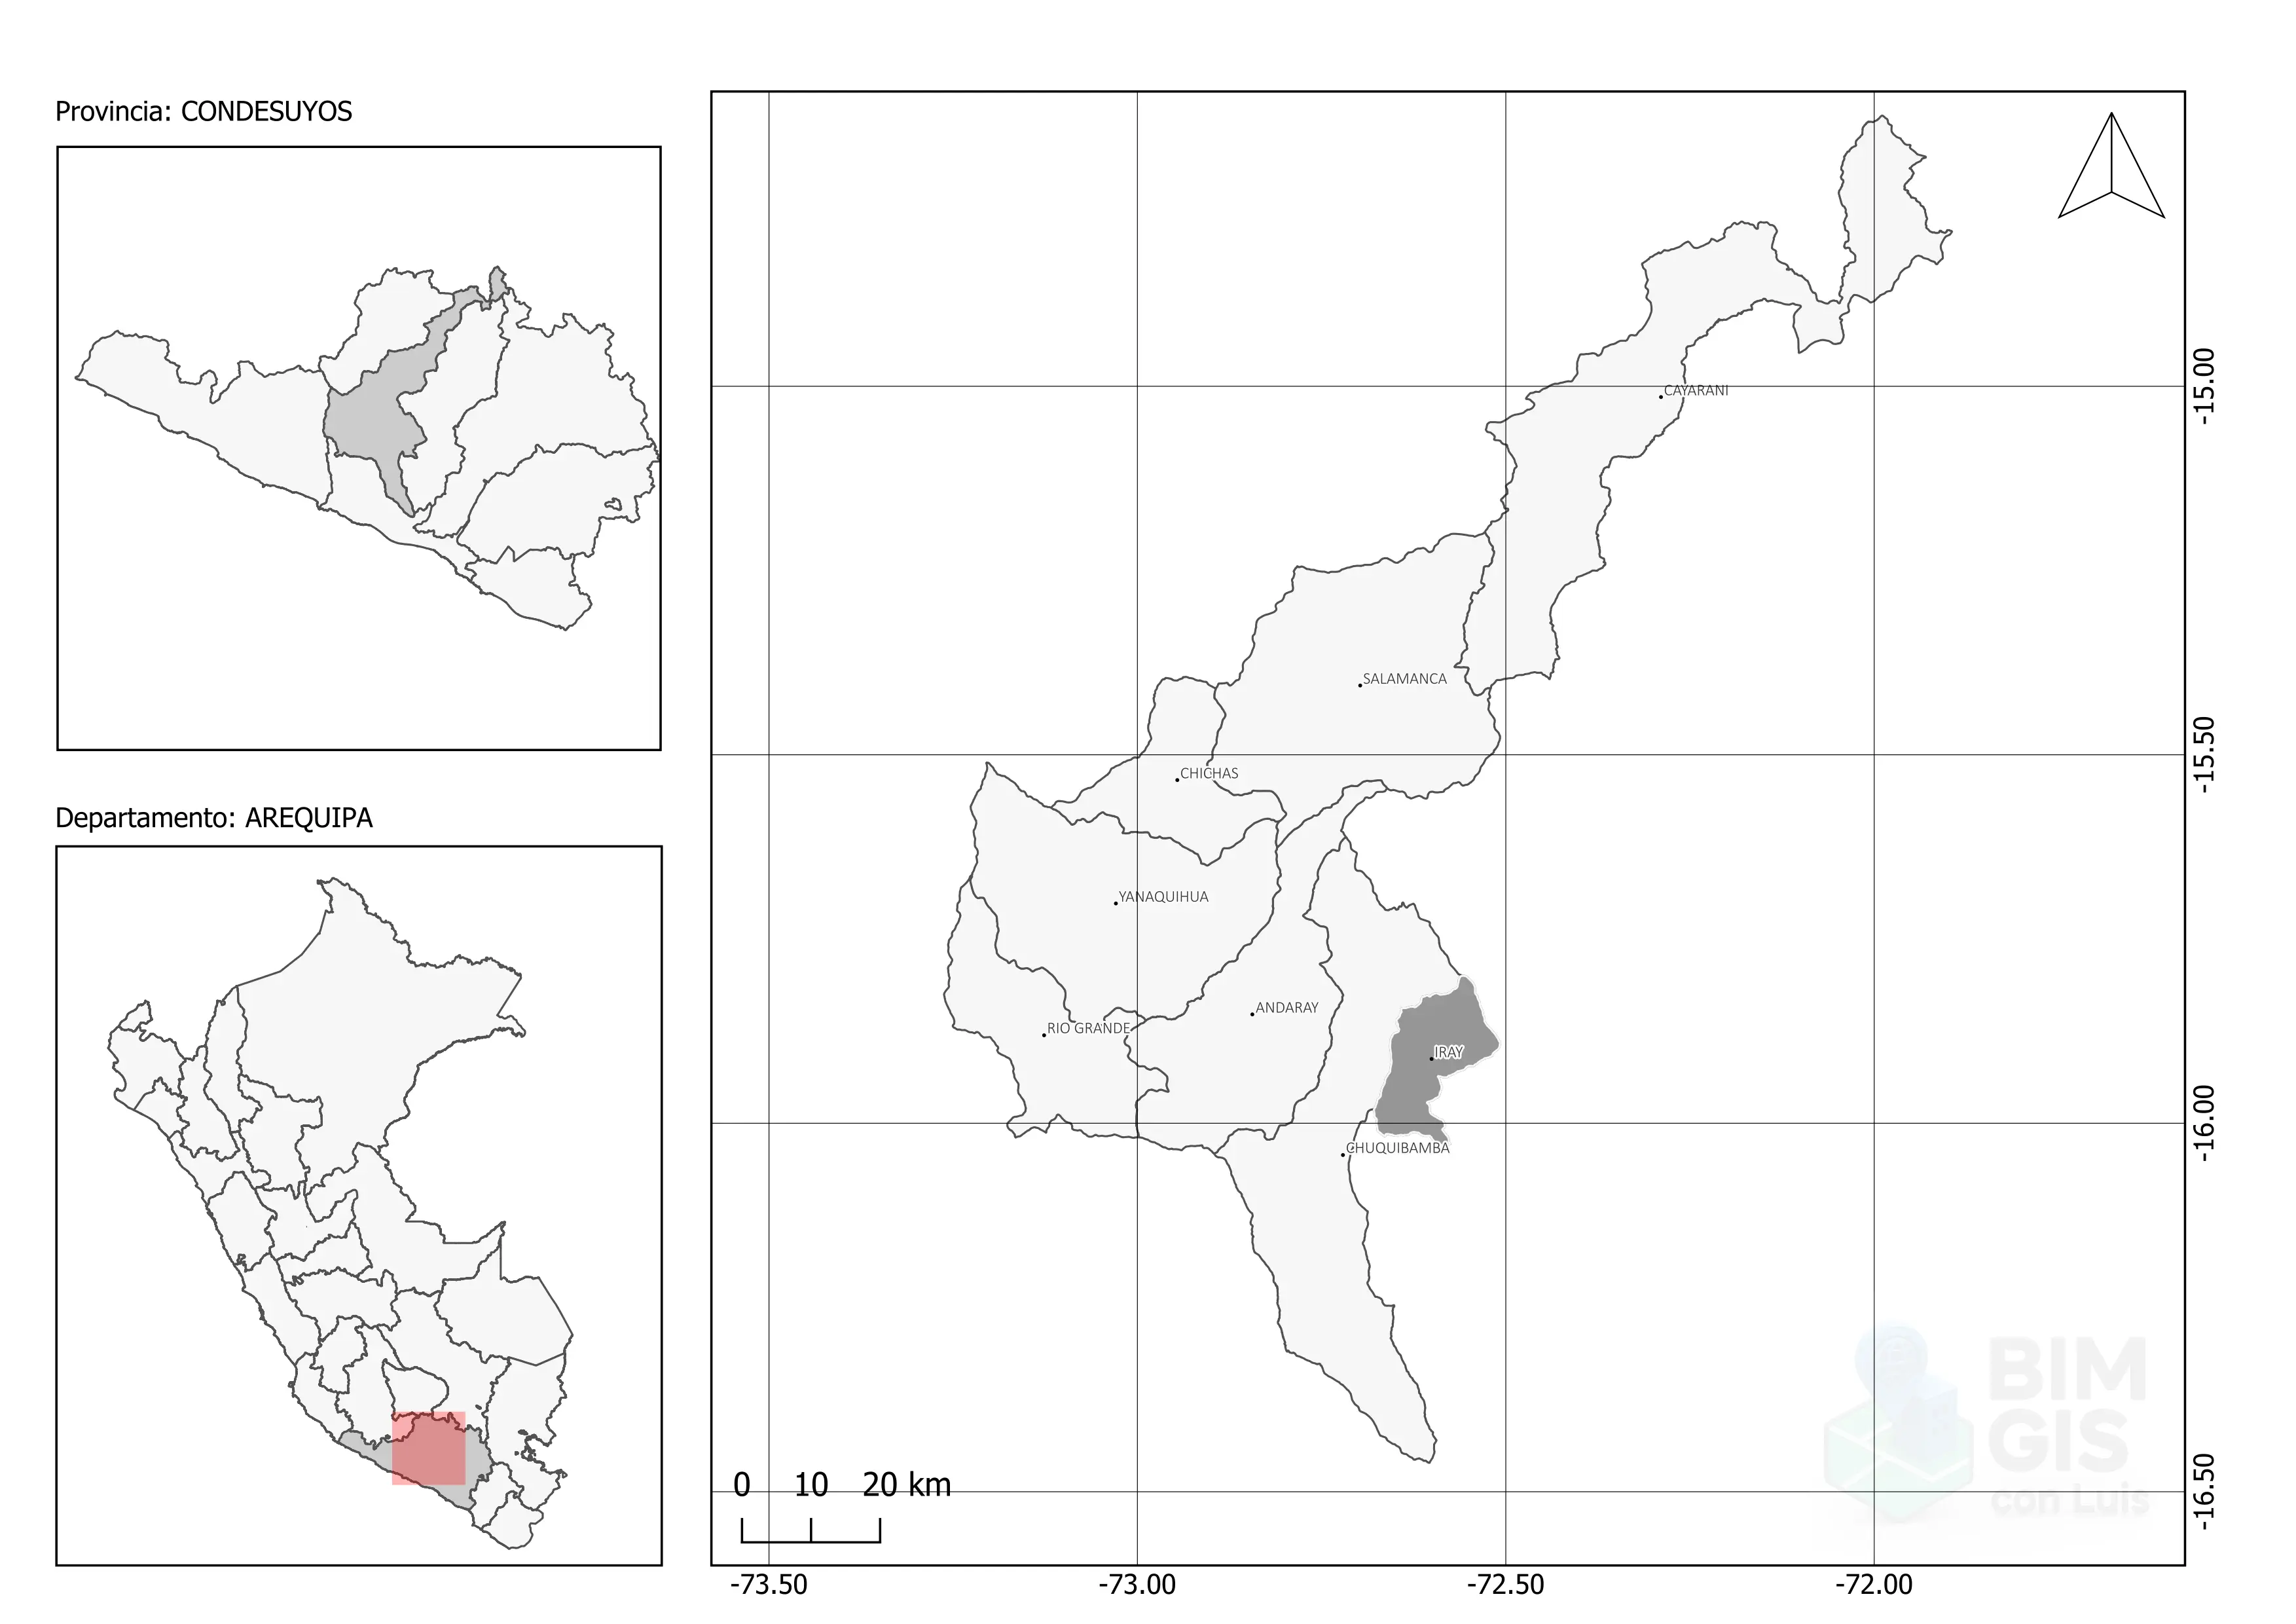 Provincia: CONDESUYOS
Departamento: AREQUIPA
CAYARANI
SALAMANCA
CHICHAS
YANAQUIHUA
ANDARAY
RIO GRANDE
IRAY
CHUQUIBAMBA
-15.00
-15.50
-16.00
-16.50
BIM
GIS
con Luis
0 10 20 km
-73.50 -73.00 -72.50 -72.00